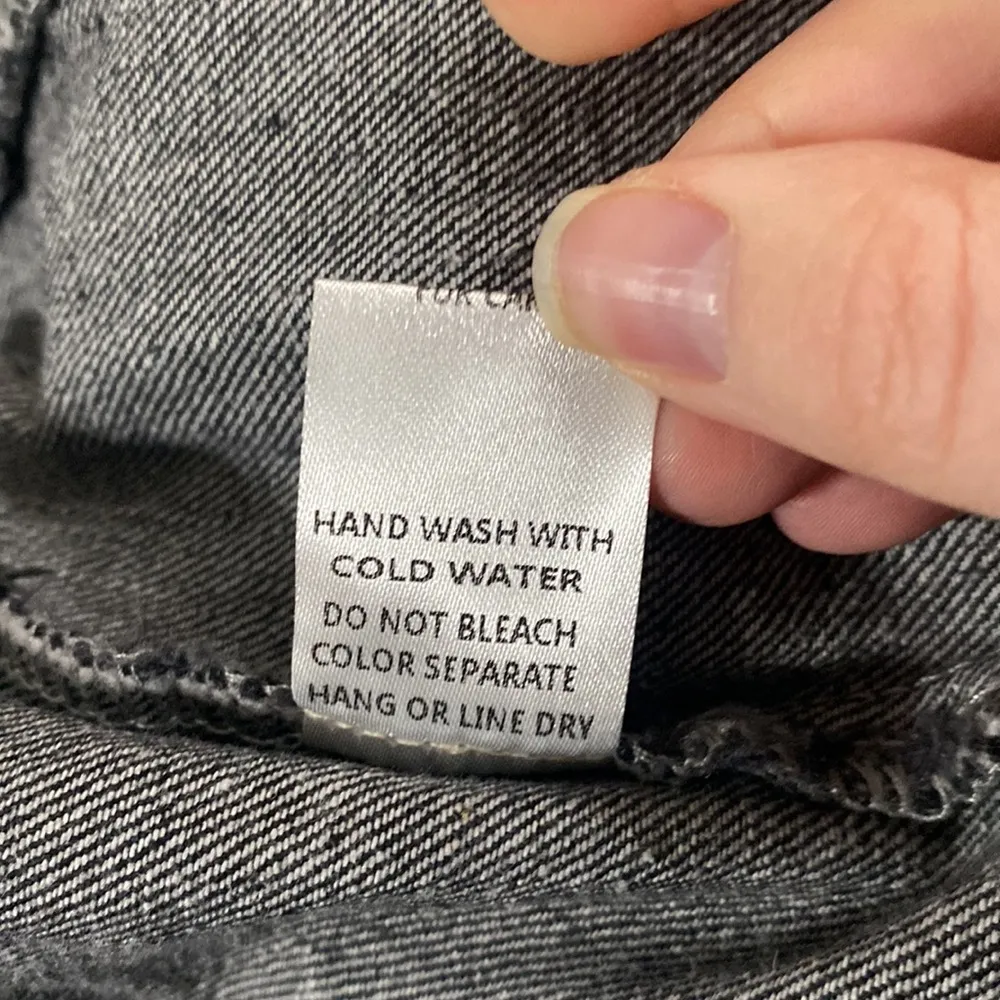 HAND WASH WITH
COLD WATER
DO NOT BLEACH
COLOR SEPARATE
HANG OR LINE DRY